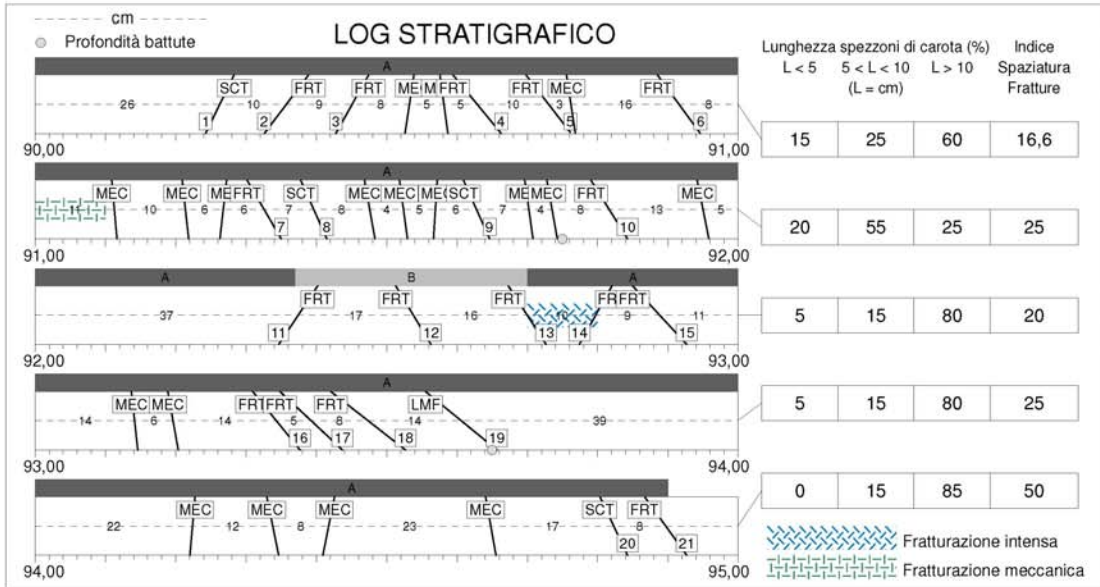 cm
Profondità battute
LOG STRATIGRAFICO
Lunghezza spezzoni di carota (%)
L < 5 5 < L < 10 L > 10
(L = cm)
Indice
Spaziatura
Fratture
A
SCT FRT FRT MEC FRT FRT MEC FRT
26 10 9 8 5 5 10 3 16 8
1 2 3 4 5 6
90,00 91,00
15 25 60 16,6
A
MEC MEC FRT SCT MEC MEC SCT MEC FRT MEC
11 10 6 6 7 8 4 5 6 7 4 8 13 5
7 8 9 10
91,00 92,00
20 55 25 25
A B A
FRT FRT FRT FRT
37 17 16 10 9 11
11 12 13 14 15
92,00 93,00
5 15 80 20
A
MEC MEC FRT FRT LMF
14 6 14 5 8 14 39
16 17 18 19
93,00 94,00
5 15 80 25
A
MEC MEC MEC MEC SCT FRT
22 12 8 23 17 8
20 21
94,00 95,00
0 15 85 50
Fratturazione intensa
Fratturazione meccanica